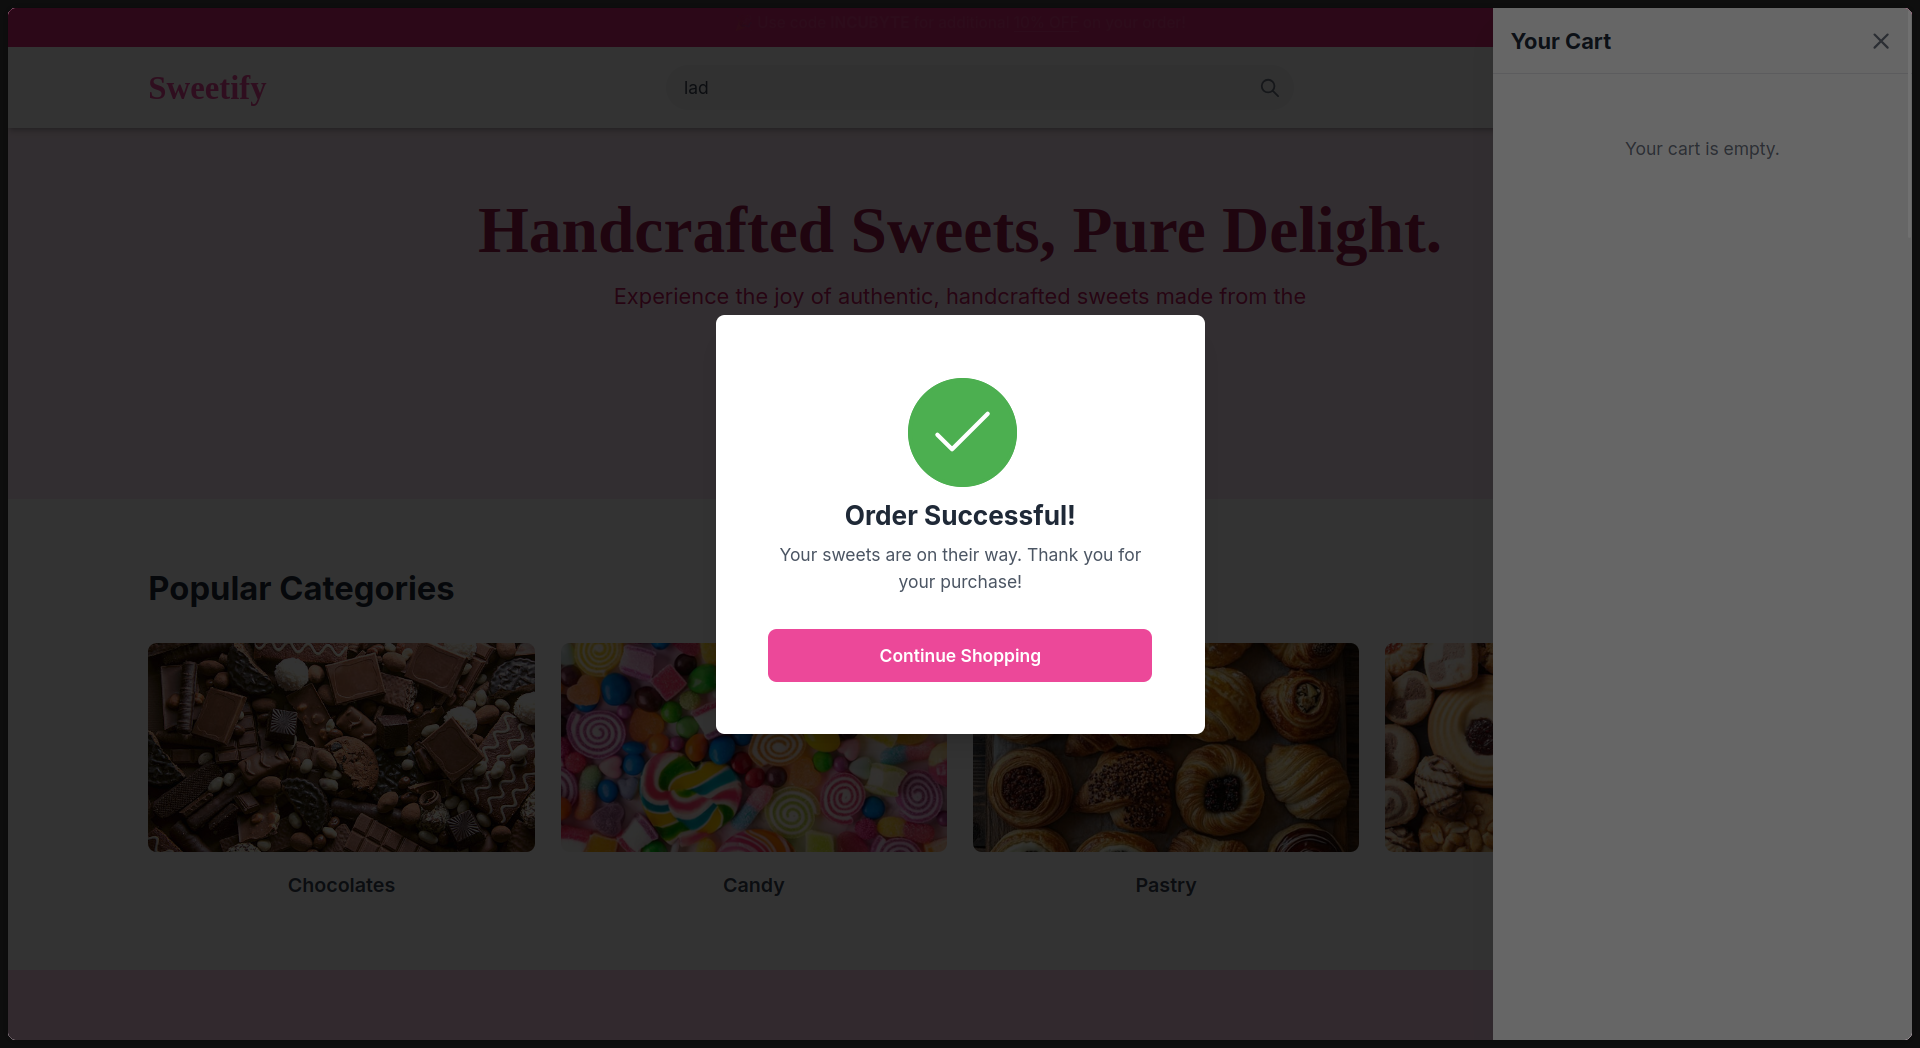 Your Cart
Sweetify
lad
Your cart is empty.
Handcrafted Sweets, Pure Delight.
Experience the joy of authentic, handcrafted sweets made from the
Order Successful!
Your sweets are on their way. Thank you for
your purchase!
Continue Shopping
Popular Categories
Chocolates
Candy
Pastry